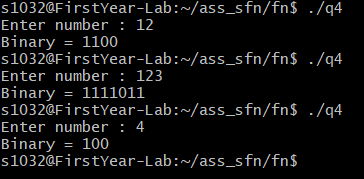 s1032@FirstYear-Lab:~/ass_sfn/fn$ ./q4
Enter number : 12
Binary = 1100
s1032@FirstYear-Lab:~/ass_sfn/fn$ ./q4
Enter number : 123
Binary = 1111011
s1032@FirstYear-Lab:~/ass_sfn/fn$ ./q4
Enter number : 4
Binary = 100
s1032@FirstYear-Lab:~/ass_sfn/fn$